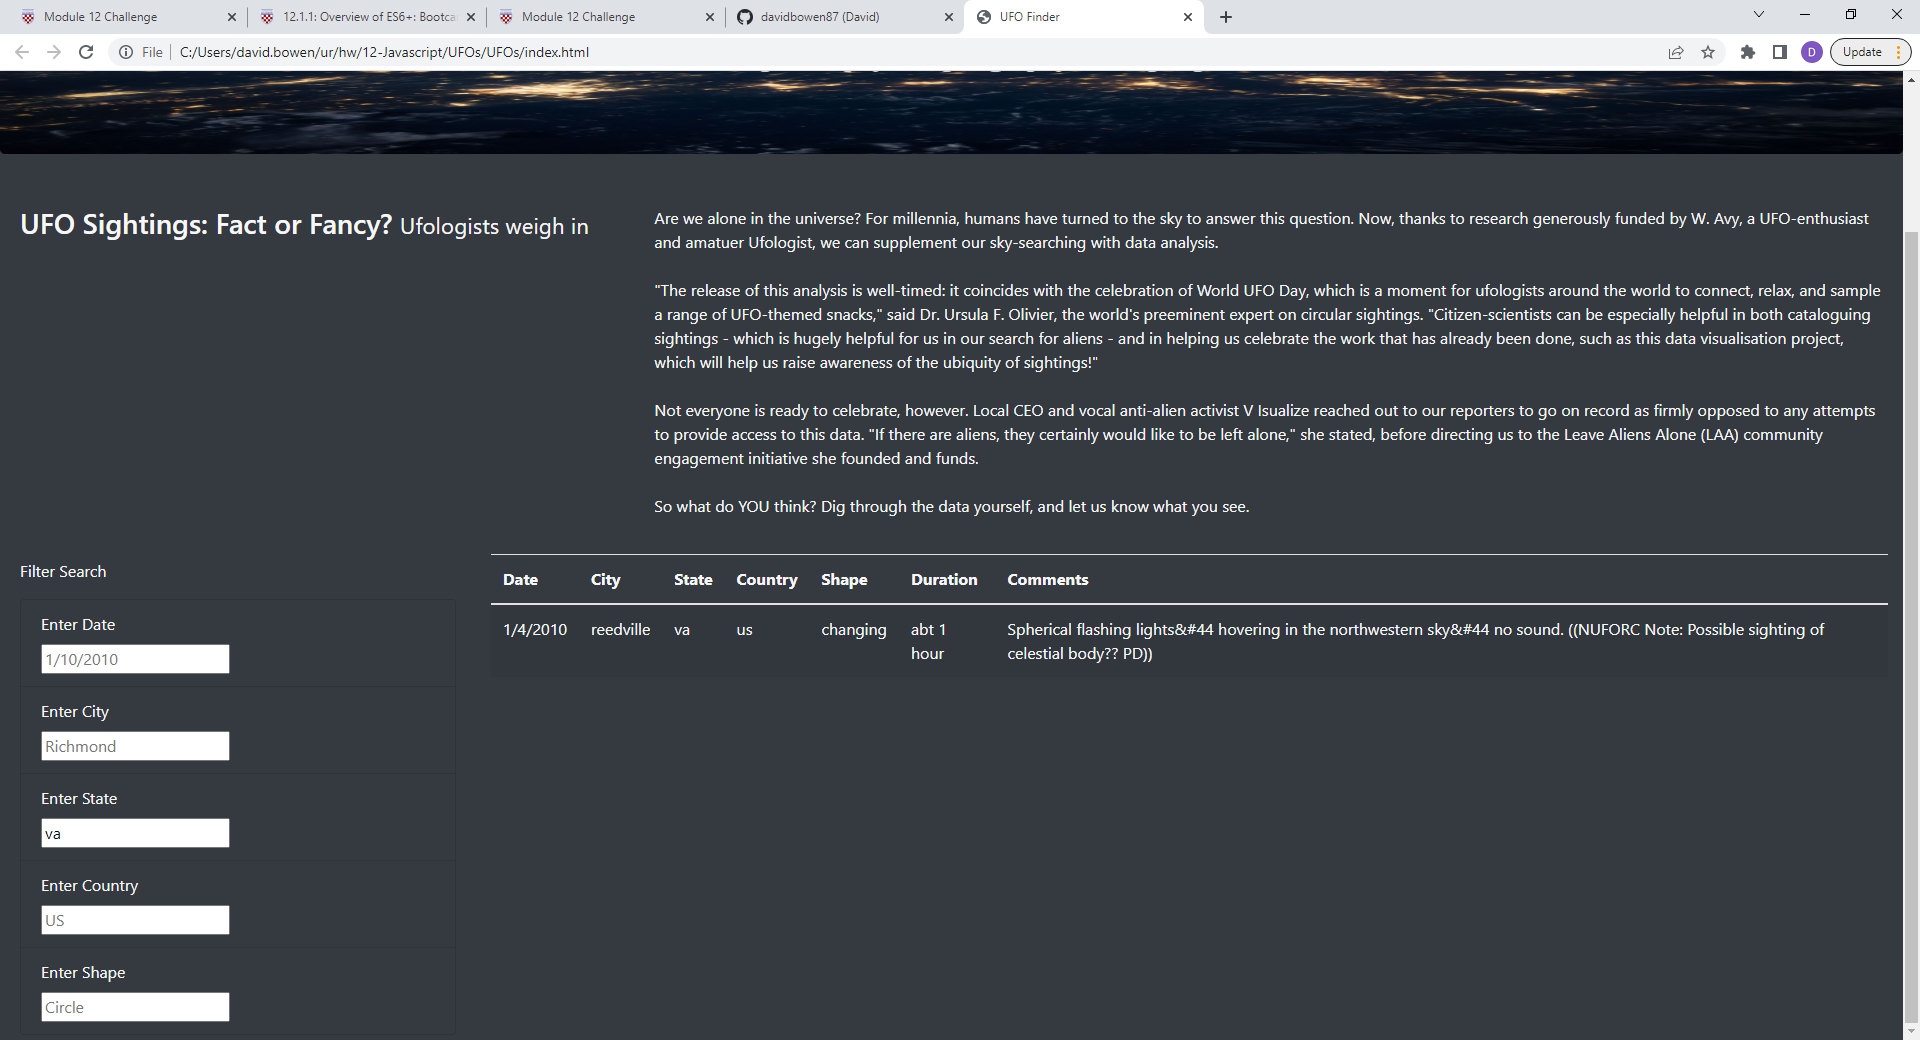 Module 12 Challenge
12.1.1: Overview of ES6+: Bootca
Module 12 Challenge
davidbowen87 (David)
UFO Finder
File
C:/Users/david.bowen/ur/hw/12-Javascript/UFOs/UFOs/index.html
D
Update
UFO Sightings: Fact or Fancy? Ufologists weigh in
Are we alone in the universe? For millennia, humans have turned to the sky to answer this question. Now, thanks to research generously funded by W. Avy, a UFO-enthusiast
and amatuer Ufologist, we can supplement our sky-searching with data analysis.
"The release of this analysis is well-timed: it coincides with the celebration of World UFO Day, which is a moment for ufologists around the world to connect, relax, and sample
a range of UFO-themed snacks," said Dr. Ursula F. Olivier, the world's preeminent expert on circular sightings. "Citizen-scientists can be especially helpful in both cataloguing
sightings - which is hugely helpful for us in our search for aliens - and in helping us celebrate the work that has already been done, such as this data visualisation project,
which will help us raise awareness of the ubiquity of sightings!"
Not everyone is ready to celebrate, however. Local CEO and vocal anti-alien activist V Isualize reached out to our reporters to go on record as firmly opposed to any attempts
to provide access to this data. "If there are aliens, they certainly would like to be left alone," she stated, before directing us to the Leave Aliens Alone (LAA) community
engagement initiative she founded and funds.
So what do YOU think? Dig through the data yourself, and let us know what you see.
Filter Search
Enter Date
1/10/2010
Enter City
Richmond
Enter State
va
Enter Country
US
Enter Shape
Circle
Date City State Country Shape Duration Comments
1/4/2010 reedville va us changing abt 1 hour Spherical flashing lights&#44 hovering in the northwestern sky&#44 no sound. ((NUFORC Note: Possible sighting of
celestial body?? PD))